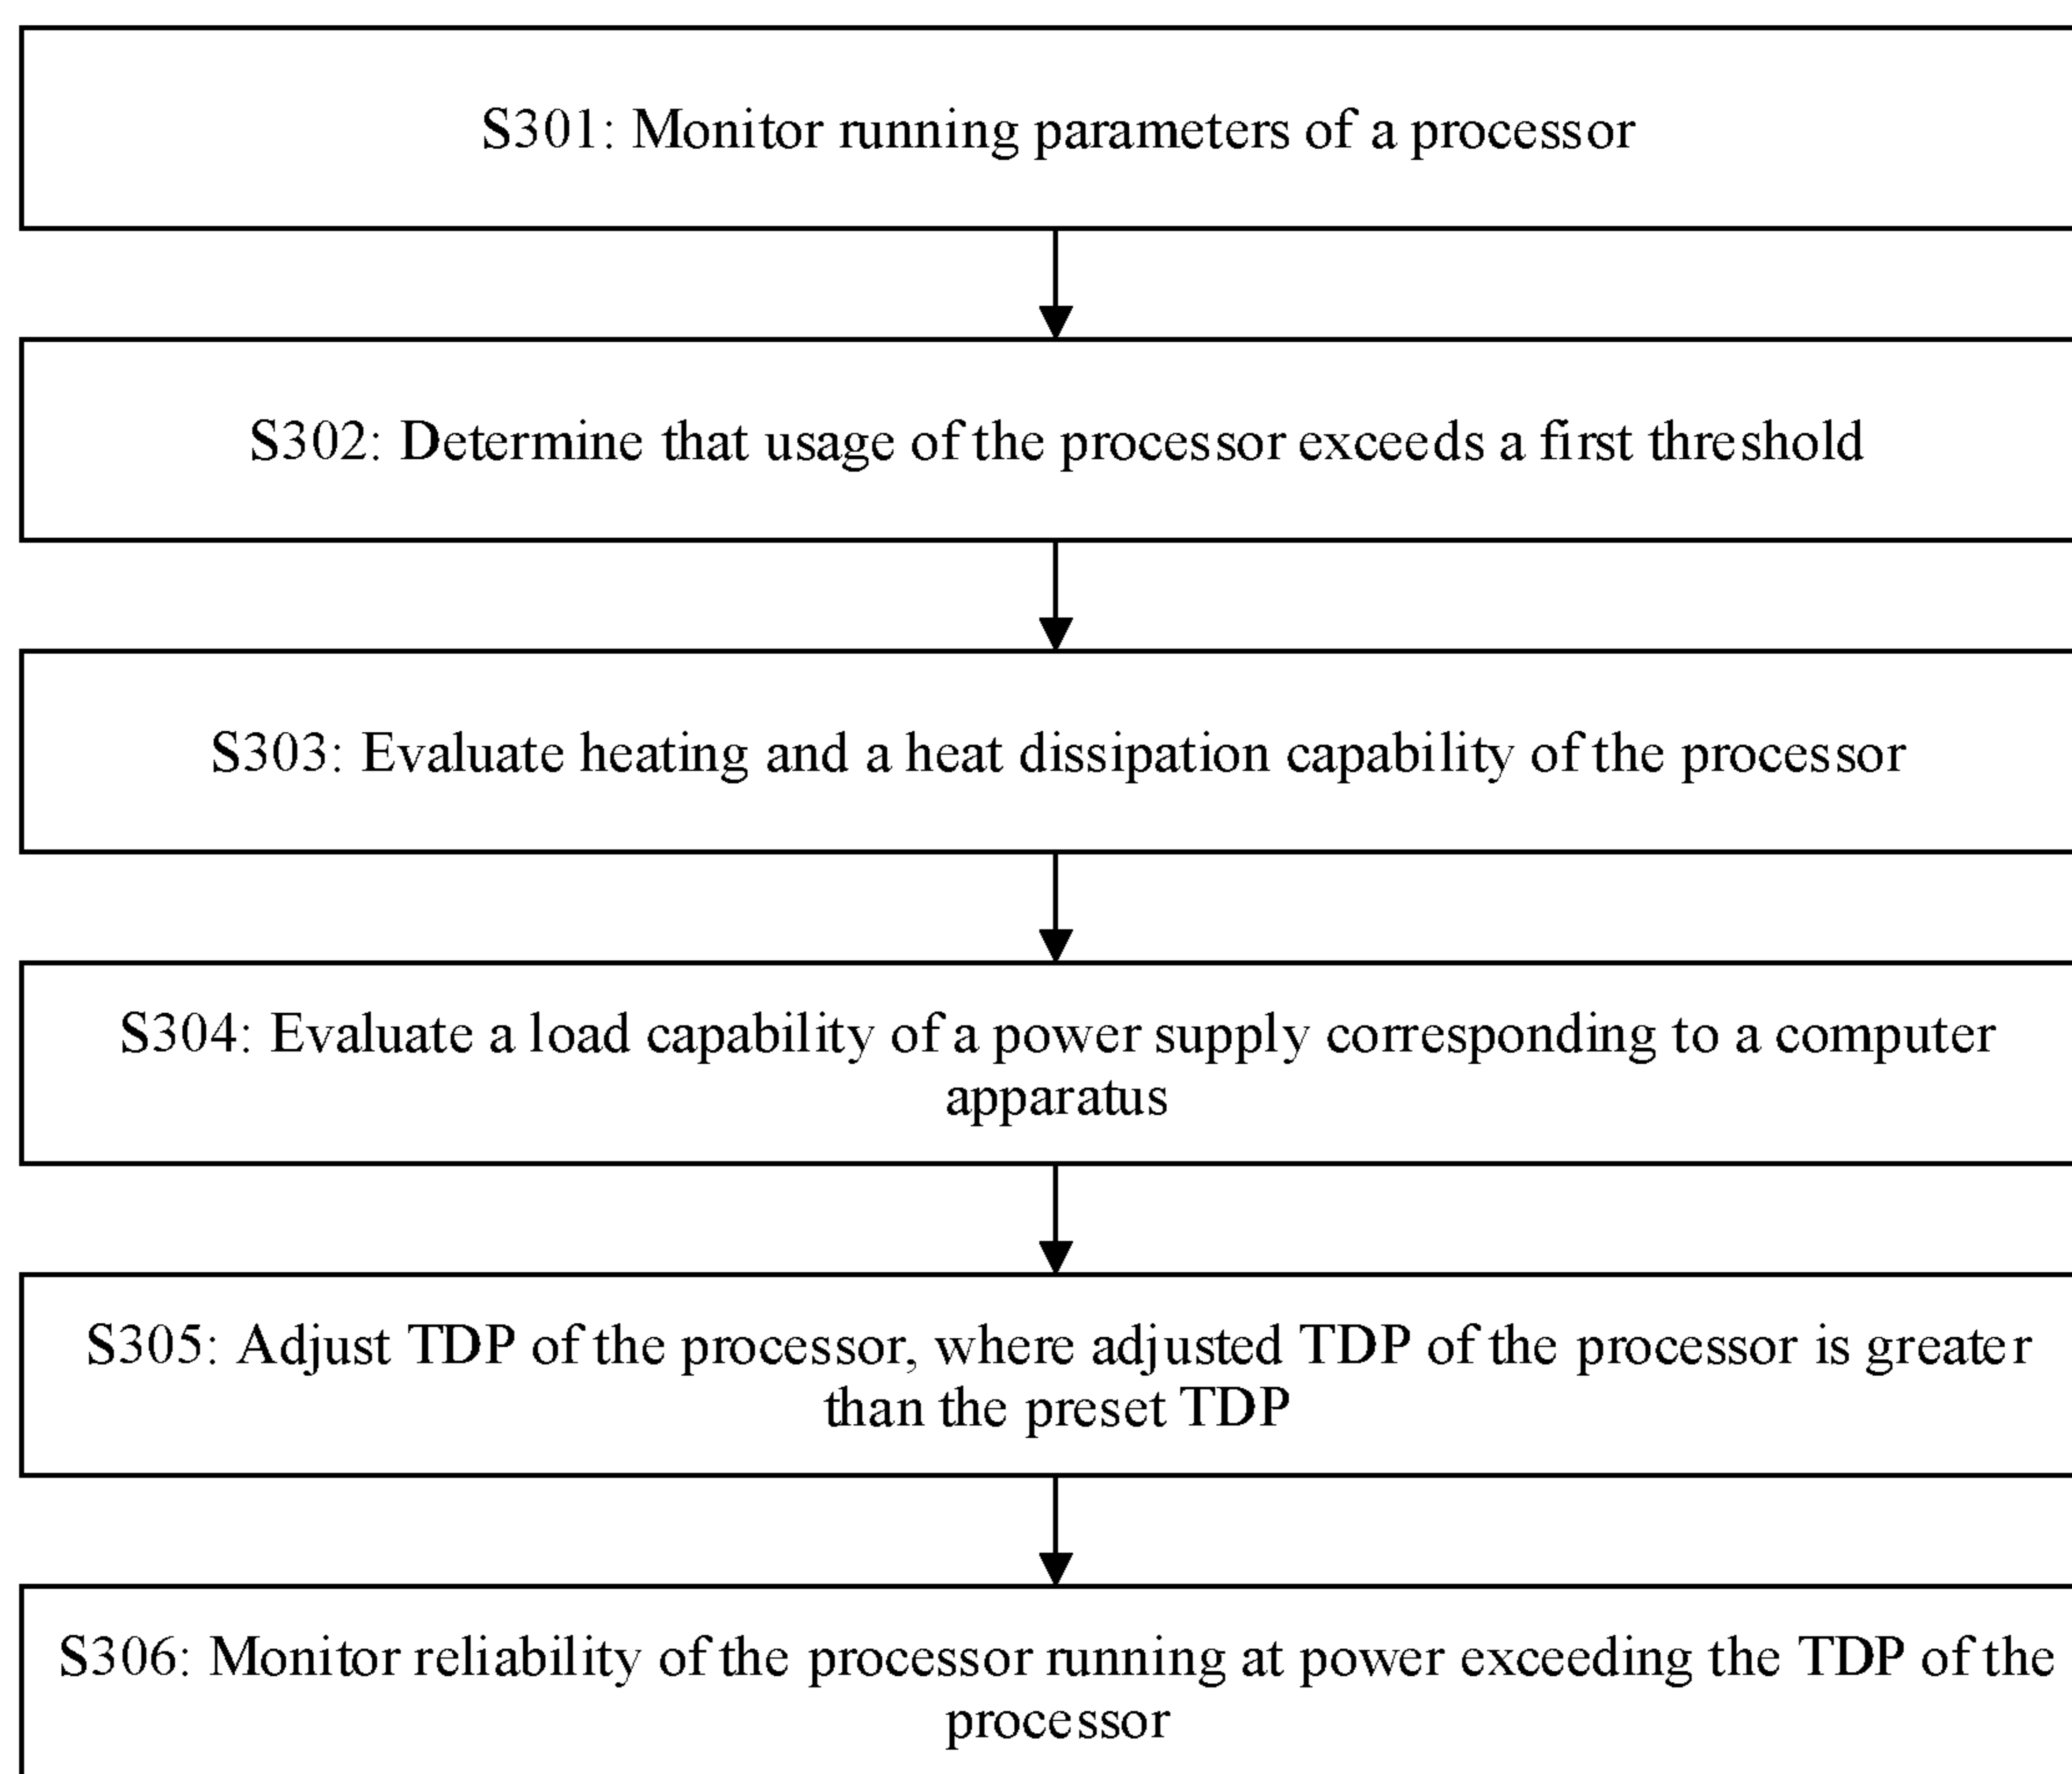 S301: Monitor running parameters of a processor
S302: Determine that usage of the processor exceeds a first threshold
S303: Evaluate heating and a heat dissipation capability of the processor
S304: Evaluate a load capability of a power supply corresponding to a computer
apparatus
S305: Adjust TDP of the processor, where adjusted TDP of the processor is greater
than the preset TDP
S306: Monitor reliability of the processor running at power exceeding the TDP of the
processor